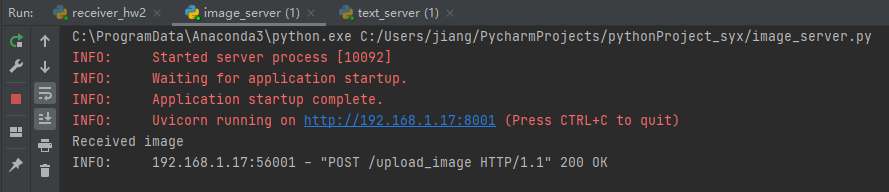 Run: receiver_hw2 image_server (1) text_server (1)
C:\ProgramData\Anaconda3\python.exe C:/Users/jiang/PycharmProjects/pythonProject_syx/image_server.py
INFO: Started server process [10092]
INFO: Waiting for application startup.
INFO: Application startup complete.
INFO: Uvicorn running on http://192.168.1.17:8001 (Press CTRL+C to quit)
Received image
INFO: 192.168.1.17:56001 - "POST /upload_image HTTP/1.1" 200 OK